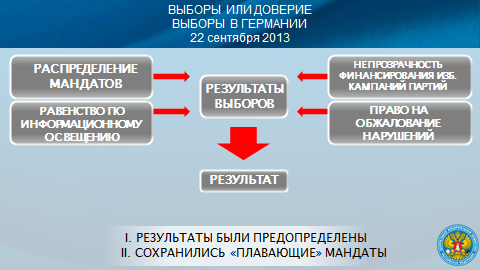 ВЫБОРЫ ИЛИ ДОВЕРИЕ
ВЫБОРЫ В ГЕРМАНИИ
22 сентября 2013
РАСПРЕДЕЛЕНИЕ
МАНДАТОВ
РАВЕНСТВО ПО
ИНФОРМАЦИОННОМУ
ОСВЕЩЕНИЮ
РЕЗУЛЬТАТЫ
ВЫБОРОВ
НЕПРОЗРАЧНОСТЬ
ФИНАНСИРОВАНИЯ ИЗБ.
КАМПАНИЙ ПАРТИЙ
ПРАВО НА
ОБЖАЛОВАНИЕ
НАРУШЕНИЙ
РЕЗУЛЬТАТ
I. РЕЗУЛЬТАТЫ БЫЛИ ПРЕДОПРЕДЕЛЕНЫ
II. СОХРАНИЛИСЬ «ПЛАВАЮЩИЕ» МАНДАТЫ